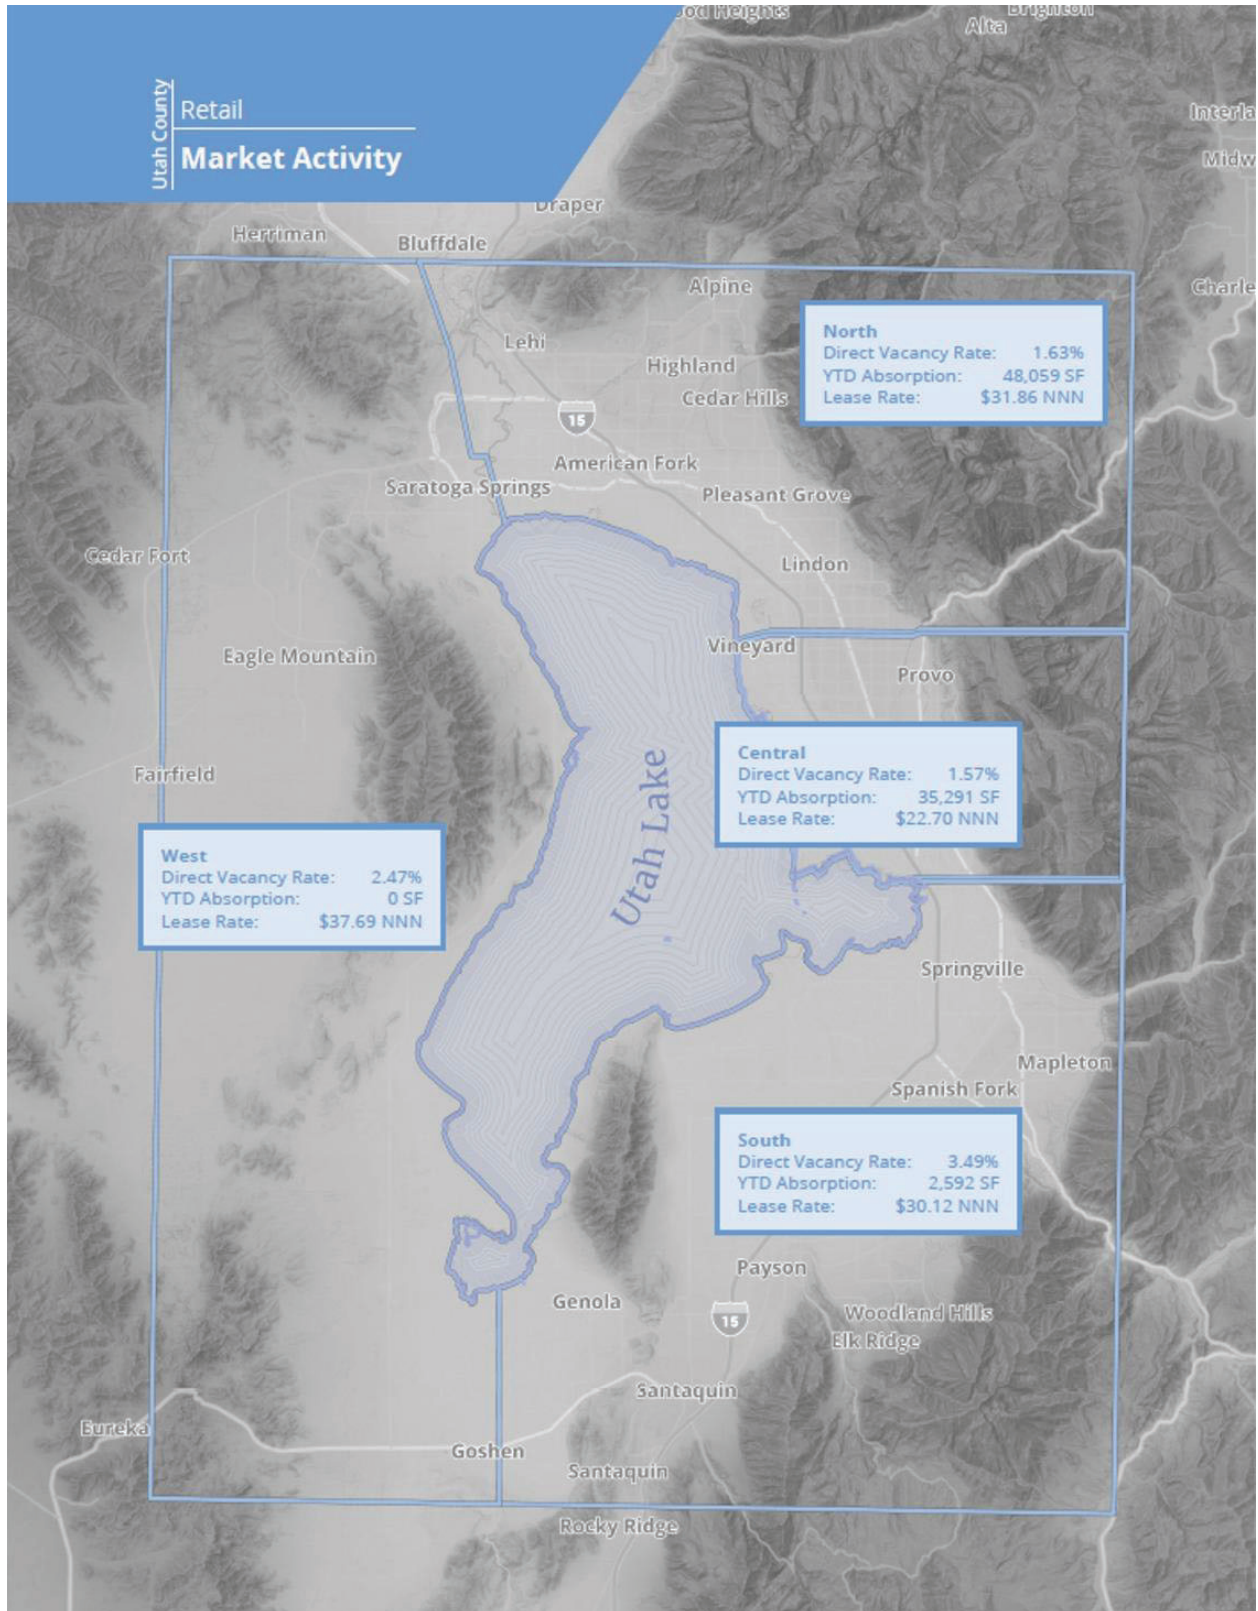 ood Heights
Brighton
Alta
Utah County
Retail
Market Activity
Interla
Midw
Draper
Herriman
Bluffdale
Alpine
Charle
North
Direct Vacancy Rate: 1.63%
YTD Absorption: 48,059 SF
Lease Rate: $31.86 NNN
Lehi
Highland
Cedar Hills
15
American Fork
Saratoga Springs
Pleasant Grove
Cedar Fort
Lindon
Eagle Mountain
Vineyard
Provo
Central
Direct Vacancy Rate: 1.57%
YTD Absorption: 35,291 SF
Lease Rate: $22.70 NNN
Fairfield
Utah Lake
West
Direct Vacancy Rate: 2.47%
YTD Absorption: 0 SF
Lease Rate: $37.69 NNN
Springville
Mapleton
Spanish Fork
South
Direct Vacancy Rate: 3.49%
YTD Absorption: 2,592 SF
Lease Rate: $30.12 NNN
Payson
Genola
15
Woodland Hills
Elk Ridge
Santaquin
Eureka
Goshen
Santaquin
Rocky Ridge